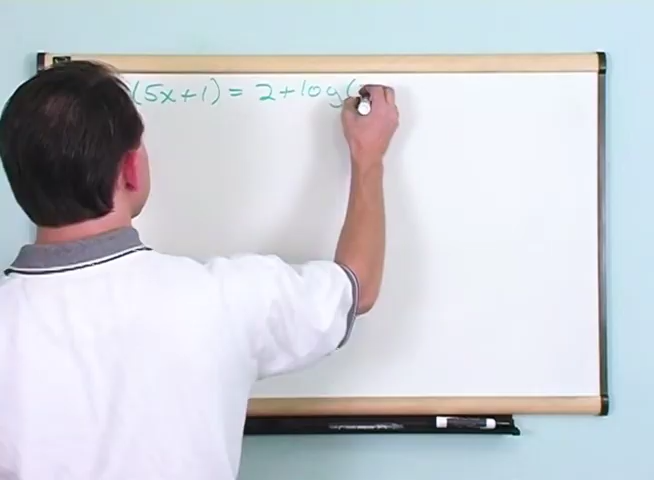 (5x+1) = 2+log(